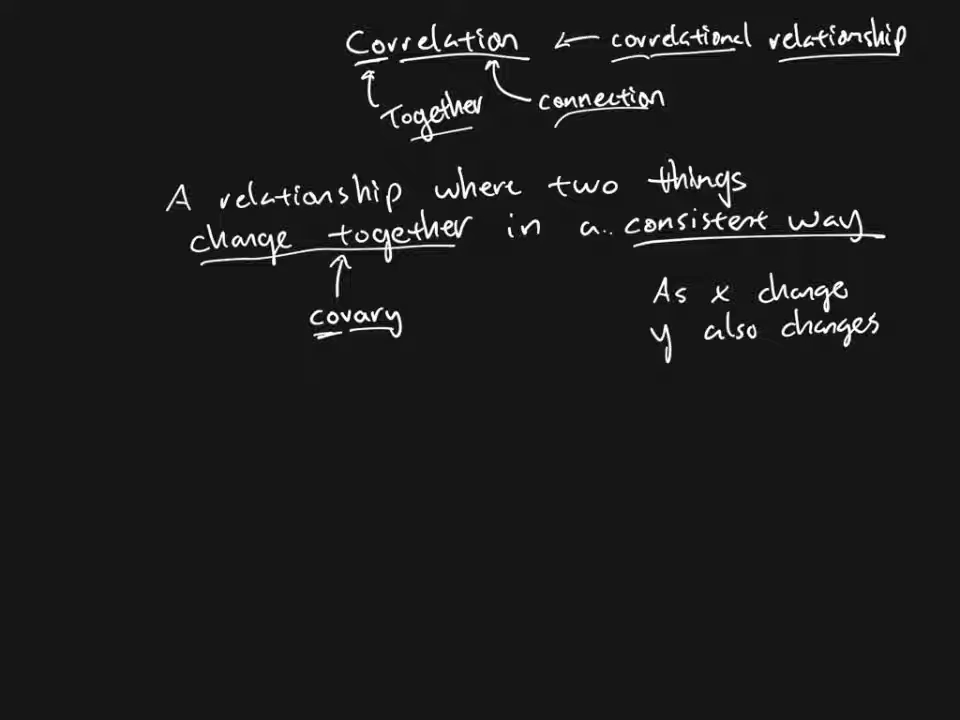 Correlation ← correlational relationship
Together connection
A relationship where two things
change together in a consistent way
covary
As x change
y also changes